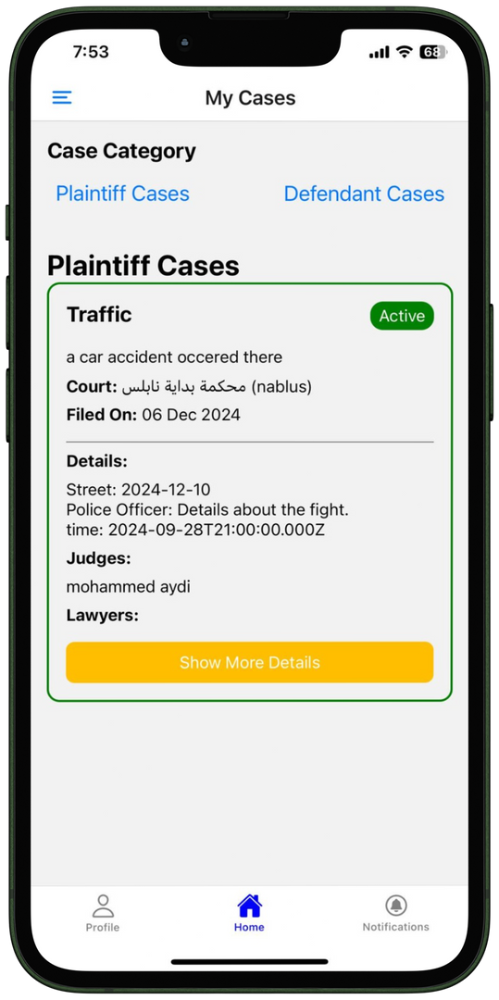 7:53
68
My Cases
Case Category
Plaintiff Cases
Defendant Cases
Plaintiff Cases
Traffic
Active
a car accident occered there
Court: محكمة بداية نابلس (nablus)
Filed On: 06 Dec 2024
Details:
Street: 2024-12-10
Police Officer: Details about the fight.
time: 2024-09-28T21:00:00.000Z
Judges:
mohammed aydi
Lawyers:
Show More Details
Profile
Home
Notifications